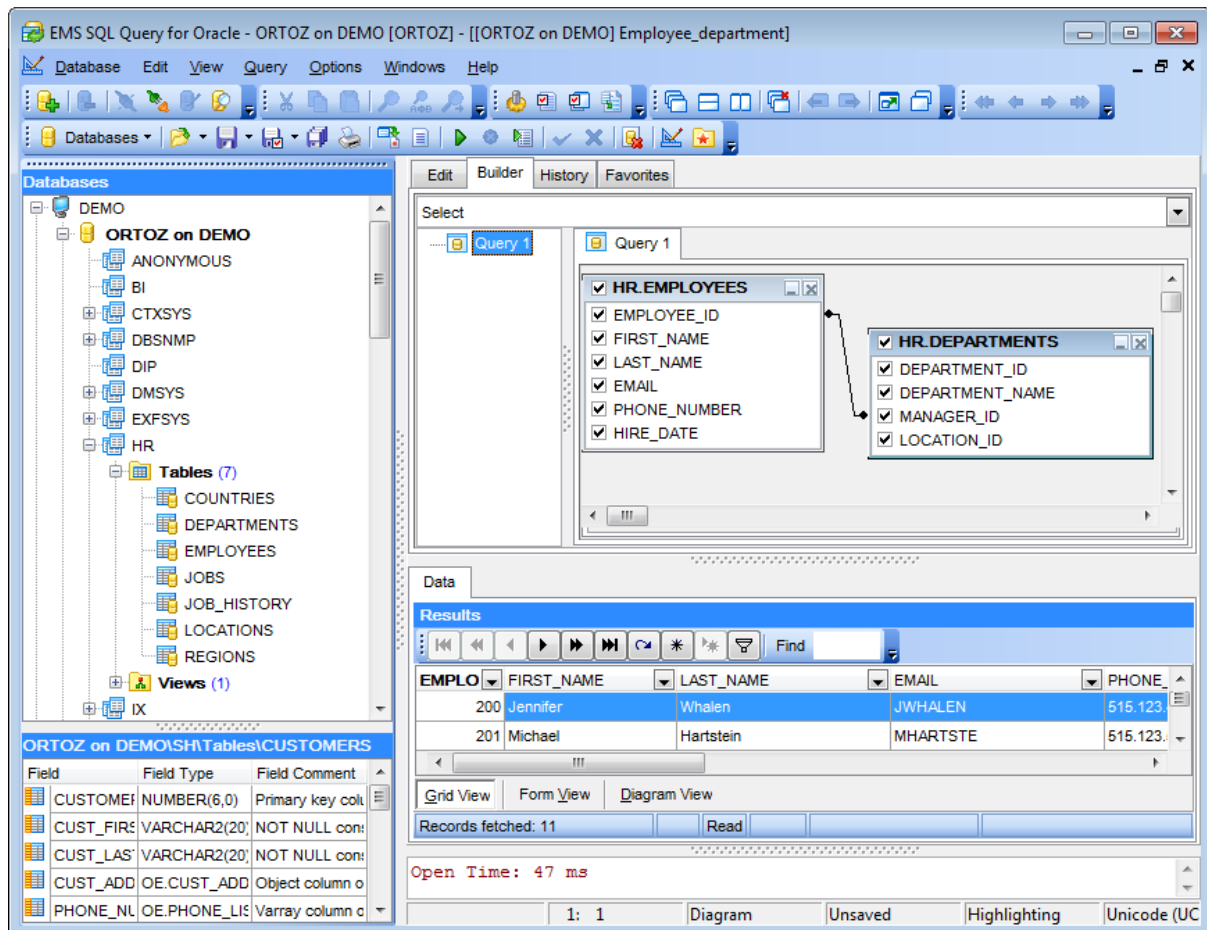 EMS SQL Query for Oracle - ORTOZ on DEMO [ORTOZ] - [[ORTOZ on DEMO] Employee_department]
Database Edit View Query Options Windows Help
Databases
Databases
DEMO
ORTOZ on DEMO
ANONYMOUS
BI
CTXSYS
DBSNMP
DIP
DMSYS
EXFSYS
HR
Tables (7)
COUNTRIES
DEPARTMENTS
EMPLOYEES
JOBS
JOB_HISTORY
LOCATIONS
REGIONS
Views (1)
IX
ORTOZ on DEMO\SH\Tables\CUSTOMERS
Field Field Type Field Comment
CUSTOMER NUMBER(6,0) Primary key colu
CUST_FIRS VARCHAR2(20) NOT NULL cons
CUST_LAST VARCHAR2(20) NOT NULL cons
CUST_ADD OE.CUST_ADD Object column o
PHONE_NU OE.PHONE_LIS Varray column o
Edit Builder History Favorites
Select
Query 1
Query 1
HR.EMPLOYEES
EMPLOYEE_ID
FIRST_NAME
LAST_NAME
EMAIL
PHONE_NUMBER
HIRE_DATE
HR.DEPARTMENTS
DEPARTMENT_ID
DEPARTMENT_NAME
MANAGER_ID
LOCATION_ID
Data
Results
Find
EMPLO FIRST_NAME LAST_NAME EMAIL PHONE_
200 Jennifer Whalen JWHALEN 515.123.
201 Michael Hartstein MHARTSTE 515.123.
Grid View Form View Diagram View
Records fetched: 11 Read
Open Time: 47 ms
1: 1 Diagram Unsaved Highlighting Unicode (UC